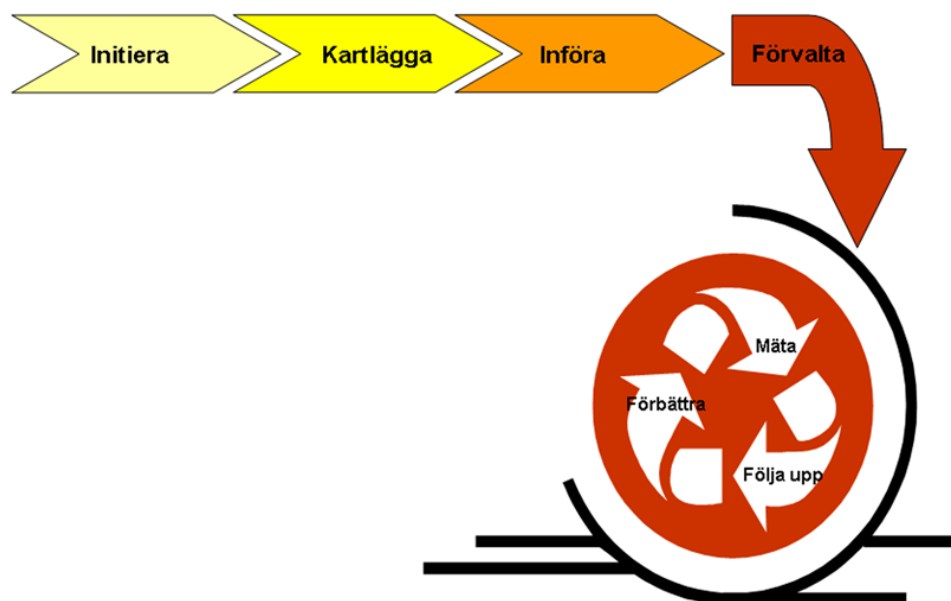 Initiera
Kartlägga
Införa
Förvalta
Mäta
Förbättra
Följa upp